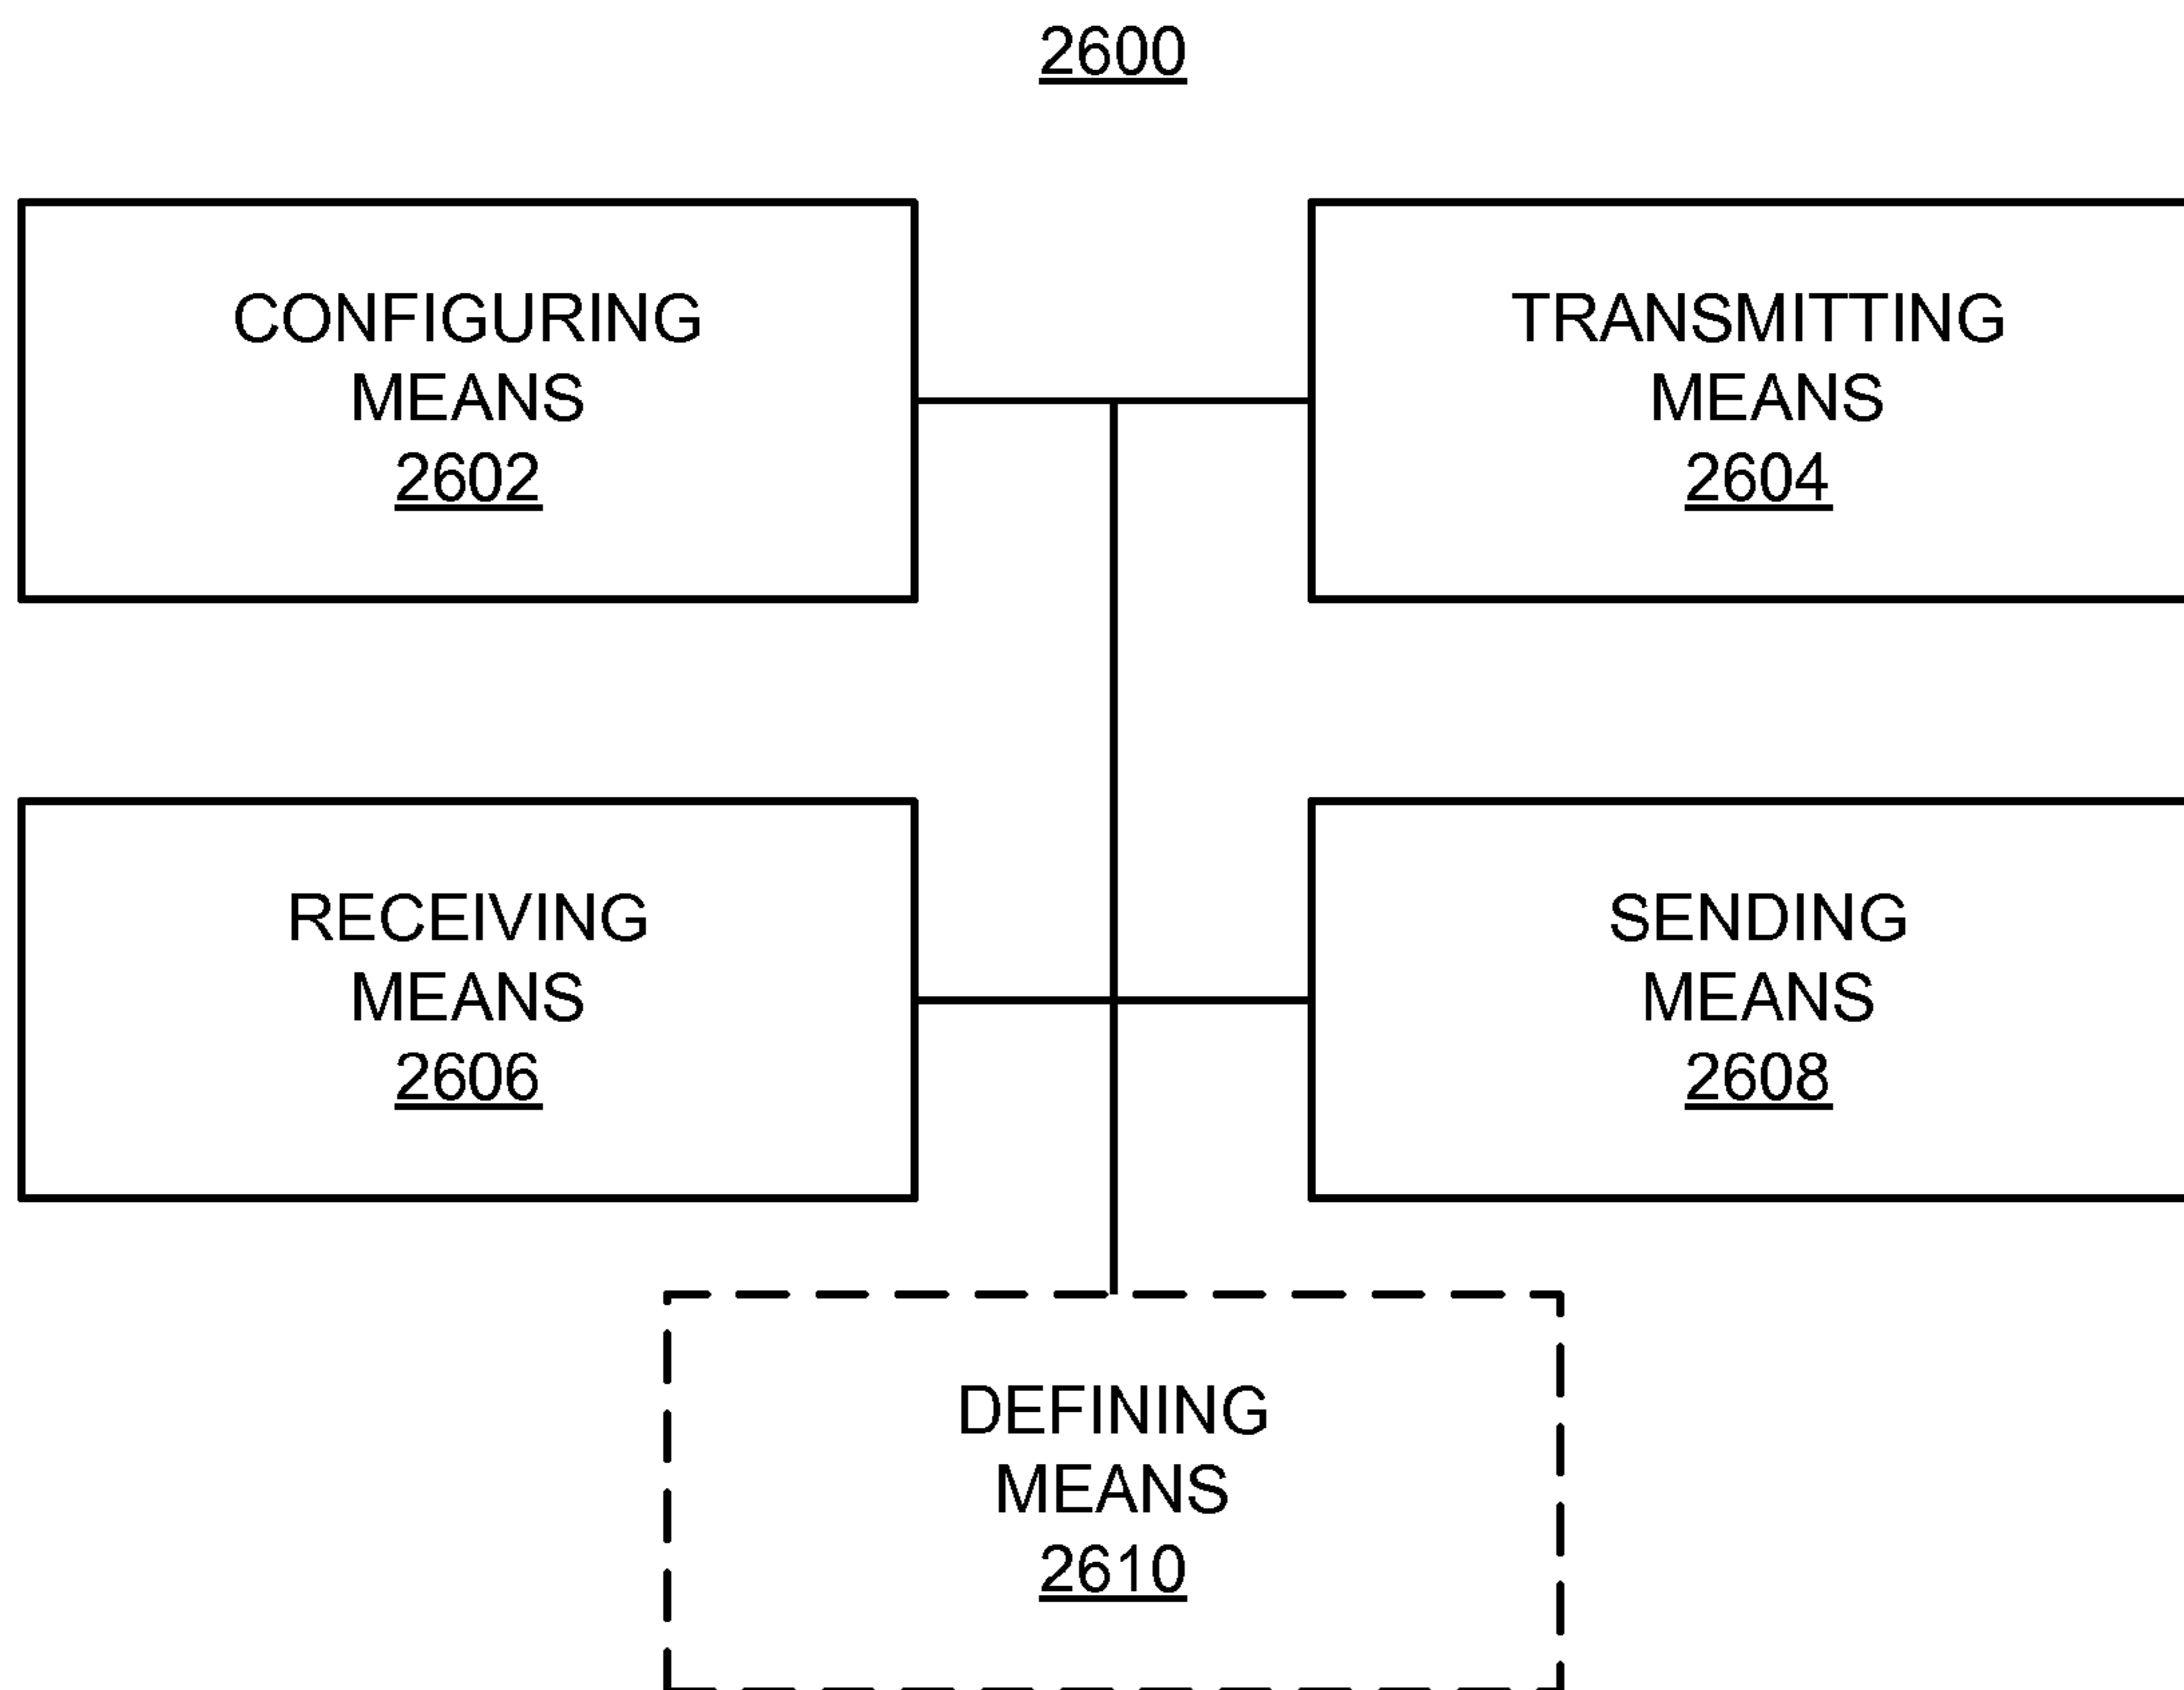 2600
CONFIGURING
MEANS
2602
TRANSMITTING
MEANS
2604
RECEIVING
MEANS
2606
SENDING
MEANS
2608
DEFINING
MEANS
2610